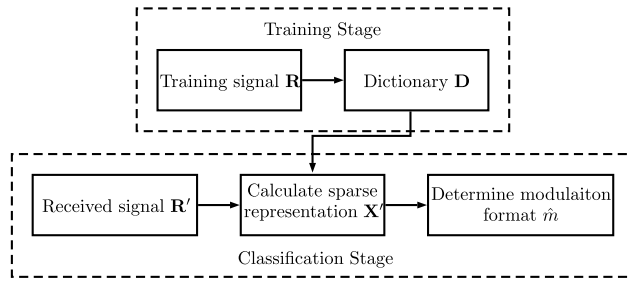 Training Stage
Training signal R
Dictionary D
Received signal R′
Calculate sparse
representation X′
Determine modulaiton
format m̂
Classification Stage